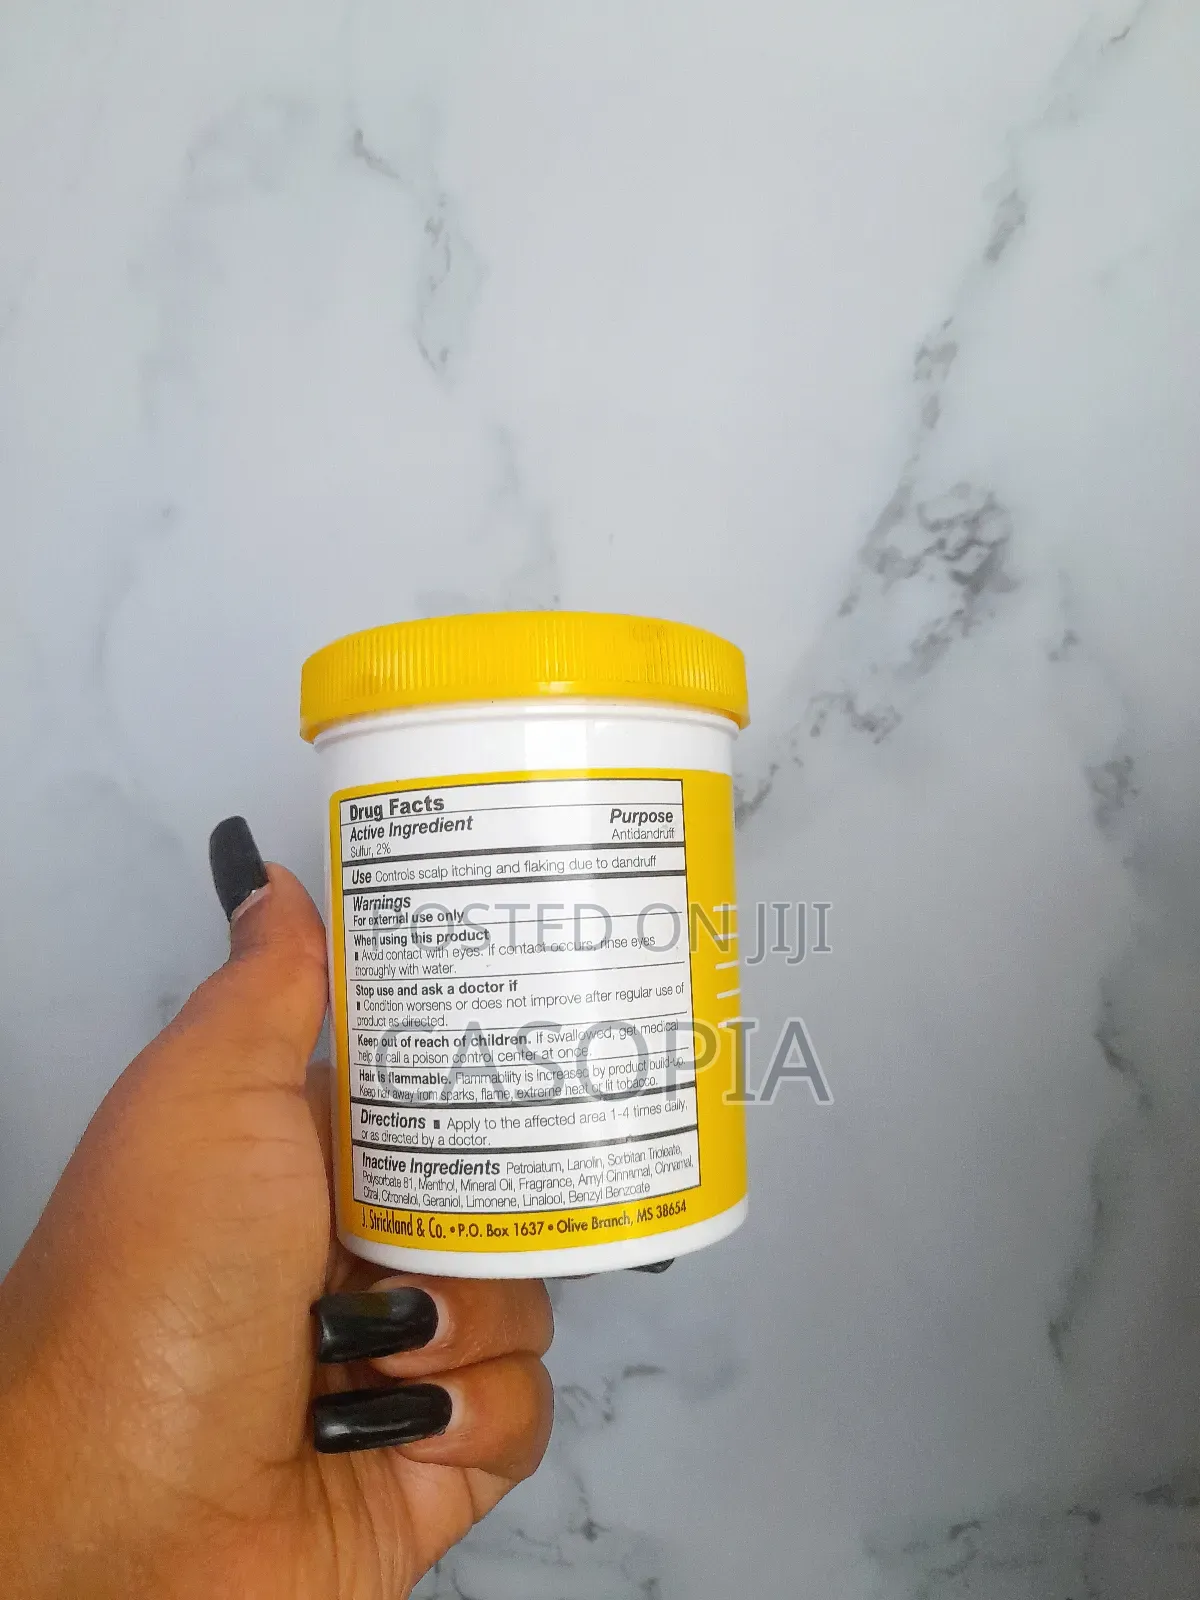 Drug Facts
Active Ingredient Purpose
Sulfur, 2% Antidandruff
Use Controls scalp itching and flaking due to dandruff
Warnings
For external use only
When using this product
■ Avoid contact with eyes. If contact occurs, rinse eyes
thoroughly with water.
Stop use and ask a doctor if
■ Condition worsens or does not improve after regular use of
product as directed.
Keep out of reach of children. If swallowed, get medical
help or call a poison control center at once.
Hair is flammable. Flammability is increased by product build-up.
Keep hair away from sparks, flame, extreme heat or lit tobacco.
Directions ■ Apply to the affected area 1-4 times daily,
or as directed by a doctor.
Inactive Ingredients Petrolatum, Lanolin, Sorbitan Trioleate,
Polysorbate 81, Menthol, Mineral Oil, Fragrance, Amyl Cinnamal, Cinnamal,
Citral, Citronellol, Geraniol, Limonene, Linalool, Benzyl Benzoate
J. Strickland & Co. • P.O. Box 1637 • Olive Branch, MS 38654
POSTED ON JIJI
CASOPIA